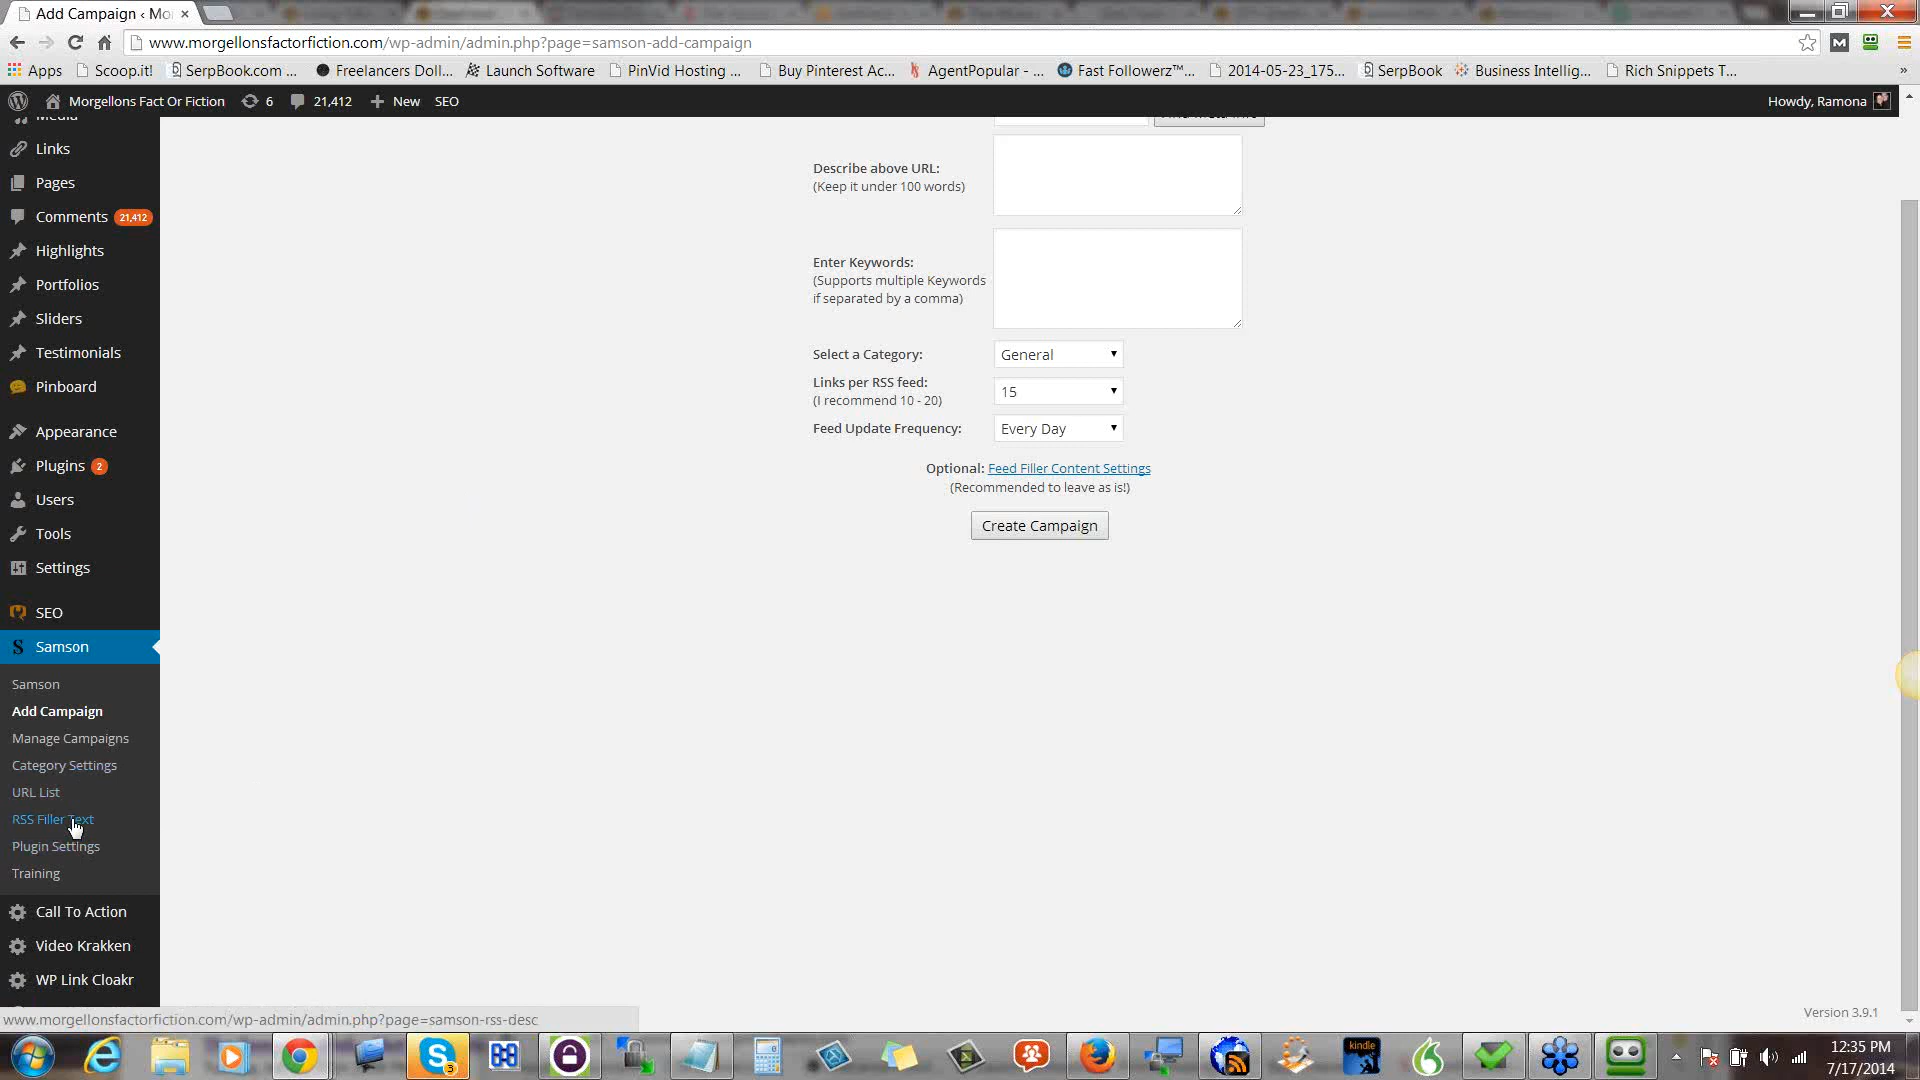 Add Campaign ‹ Mo
www.morgellonsfactorfiction.com/wp-admin/admin.php?page=samson-add-campaign
Apps Scoop.it! SerpBook.com ... Freelancers Doll... Launch Software PinVid Hosting ... Buy Pinterest Ac... AgentPopular - ... Fast Followerz™... 2014-05-23_175... SerpBook Business Intellig... Rich Snippets T... »
Morgellons Fact Or Fiction 6 21,412 New SEO Howdy, Ramona
Media
Links
Pages
Comments 21,412
Highlights
Portfolios
Sliders
Testimonials
Pinboard
Appearance
Plugins 2
Users
Tools
Settings
SEO
S Samson
Samson
Add Campaign
Manage Campaigns
Category Settings
URL List
RSS Filler Text
Plugin Settings
Training
Call To Action
Video Krakken
WP Link Cloakr
Describe above URL:
(Keep it under 100 words)
Enter Keywords:
(Supports multiple Keywords
if separated by a comma)
Select a Category: General
Links per RSS feed: 15
(I recommend 10 - 20)
Feed Update Frequency: Every Day
Optional: Feed Filler Content Settings
(Recommended to leave as is!)
Create Campaign
Version 3.9.1
www.morgellonsfactorfiction.com/wp-admin/admin.php?page=samson-rss-desc
3
kindle
12:35 PM
7/17/2014